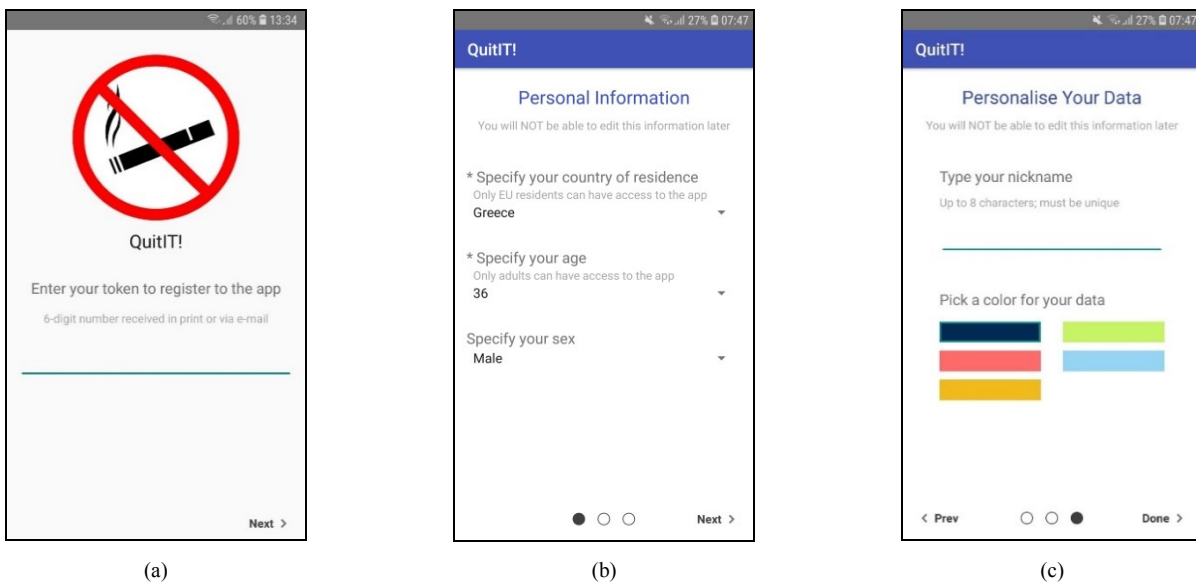 60% 13:34
QuitIT!
Enter your token to register to the app
6-digit number received in print or via e-mail
Next >
(a)
27% 07:47
QuitIT!
Personal Information
You will NOT be able to edit this information later
* Specify your country of residence
Only EU residents can have access to the app
Greece
* Specify your age
Only adults can have access to the app
36
Specify your sex
Male
Next >
(b)
27% 07:47
QuitIT!
Personalise Your Data
You will NOT be able to edit this information later
Type your nickname
Up to 8 characters; must be unique
Pick a color for your data
< Prev
Done >
(c)